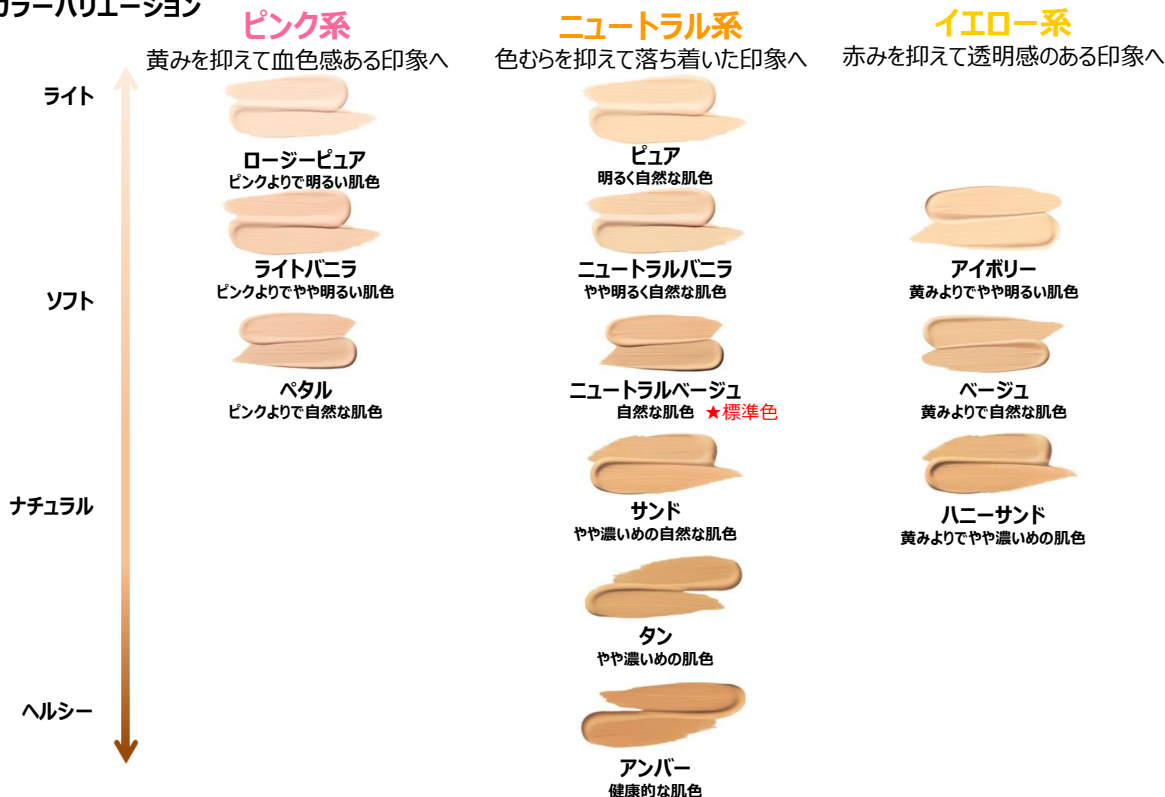 カラーバリエーション
ピンク系
黄みを抑えて血色感ある印象へ
ニュートラル系
色むらを抑えて落ち着いた印象へ
イエロー系
赤みを抑えて透明感のある印象へ
ライト
ロージーピュア
ピンクよりで明るい肌色
ピュア
明るく自然な肌色
ソフト
ライトバニラ
ピンクよりでやや明るい肌色
ニュートラルバニラ
やや明るく自然な肌色
アイボリー
黄みよりでやや明るい肌色
ペタル
ピンクよりで自然な肌色
ニュートラルベージュ
自然な肌色 ★標準色
ベージュ
黄みよりで自然な肌色
ナチュラル
サンド
やや濃いめの自然な肌色
ハニーサンド
黄みよりでやや濃いめの肌色
タン
やや濃いめの肌色
ヘルシー
アンバー
健康的な肌色